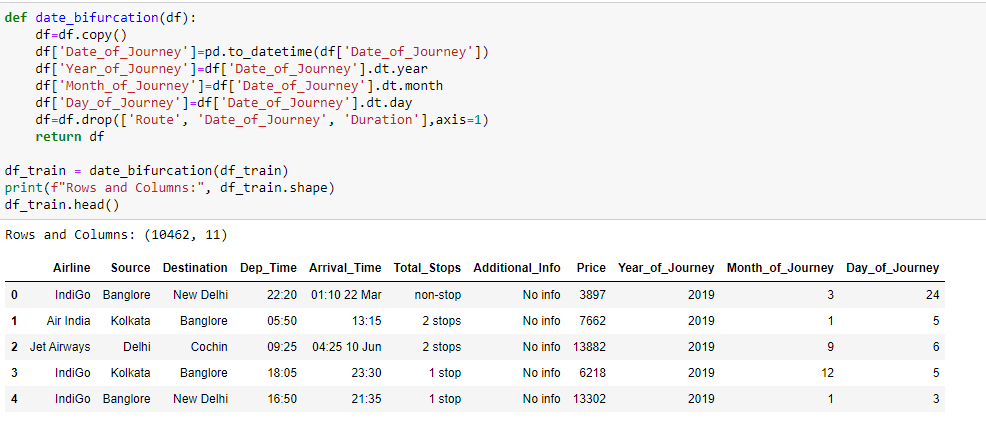 def date_bifurcation(df):
    df=df.copy()
    df['Date_of_Journey']=pd.to_datetime(df['Date_of_Journey'])
    df['Year_of_Journey']=df['Date_of_Journey'].dt.year
    df['Month_of_Journey']=df['Date_of_Journey'].dt.month
    df['Day_of_Journey']=df['Date_of_Journey'].dt.day
    df=df.drop(['Route', 'Date_of_Journey', 'Duration'],axis=1)
    return df

df_train = date_bifurcation(df_train)
print(f"Rows and Columns:", df_train.shape)
df_train.head()
Rows and Columns: (10462, 11)
Airline Source Destination Dep_Time Arrival_Time Total_Stops Additional_Info Price Year_of_Journey Month_of_Journey Day_of_Journey
0 IndiGo Banglore New Delhi 22:20 01:10 22 Mar non-stop No info 3897 2019 3 24
1 Air India Kolkata Banglore 05:50 13:15 2 stops No info 7662 2019 1 5
2 Jet Airways Delhi Cochin 09:25 04:25 10 Jun 2 stops No info 13882 2019 9 6
3 IndiGo Kolkata Banglore 18:05 23:30 1 stop No info 6218 2019 12 5
4 IndiGo Banglore New Delhi 16:50 21:35 1 stop No info 13302 2019 1 3